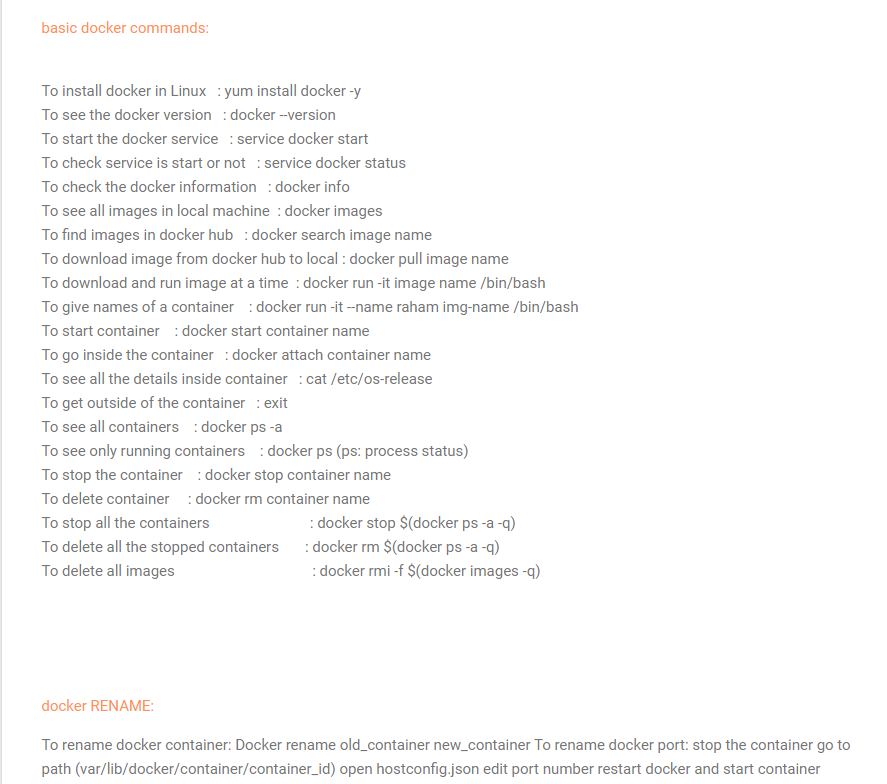 basic docker commands:
To install docker in Linux : yum install docker -y
To see the docker version : docker --version
To start the docker service : service docker start
To check service is start or not : service docker status
To check the docker information : docker info
To see all images in local machine : docker images
To find images in docker hub : docker search image name
To download image from docker hub to local : docker pull image name
To download and run image at a time : docker run -it image name /bin/bash
To give names of a container : docker run -it --name raham img-name /bin/bash
To start container : docker start container name
To go inside the container : docker attach container name
To see all the details inside container : cat /etc/os-release
To get outside of the container : exit
To see all containers : docker ps -a
To see only running containers : docker ps (ps: process status)
To stop the container : docker stop container name
To delete container : docker rm container name
To stop all the containers : docker stop $(docker ps -a -q)
To delete all the stopped containers : docker rm $(docker ps -a -q)
To delete all images : docker rmi -f $(docker images -q)
docker RENAME:
To rename docker container: Docker rename old_container new_container To rename docker port: stop the container go to
path (var/lib/docker/container/container_id) open hostconfig.json edit port number restart docker and start container